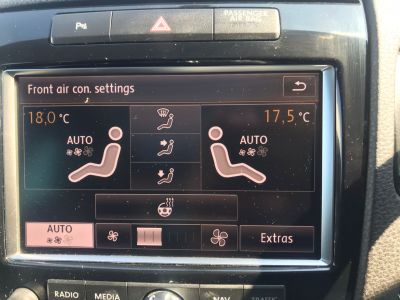 PASSENGER
AIR BAG
Front air con. settings
18,0 °C
17,5 °C
AUTO
AUTO
AUTO
Extras
RADIO
MEDIA
NAV